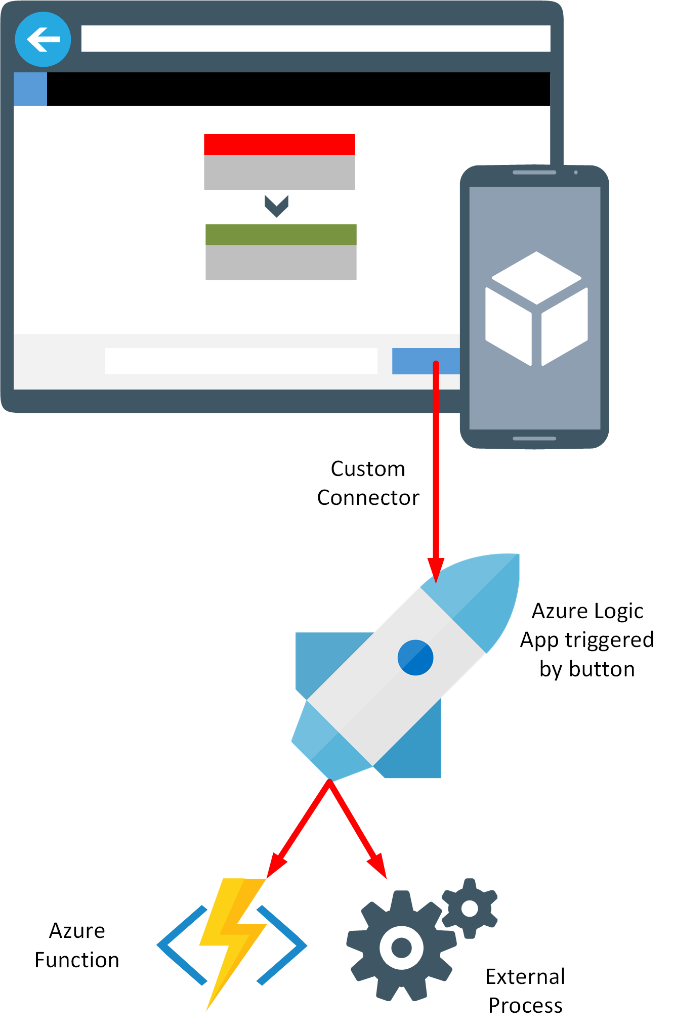 Custom
Connector
Azure Logic
App triggered
by button
Azure
Function
External
Process